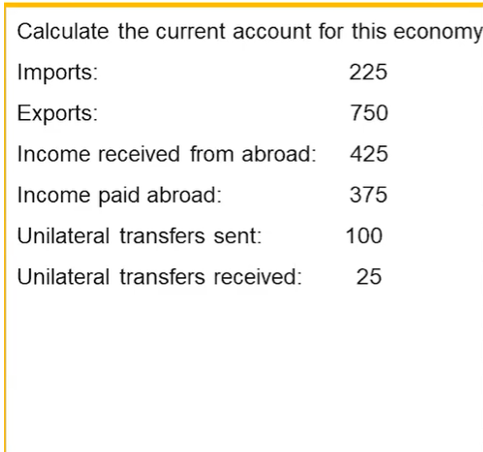 Calculate the current account for this economy
Imports: 225
Exports: 750
Income received from abroad: 425
Income paid abroad: 375
Unilateral transfers sent: 100
Unilateral transfers received: 25